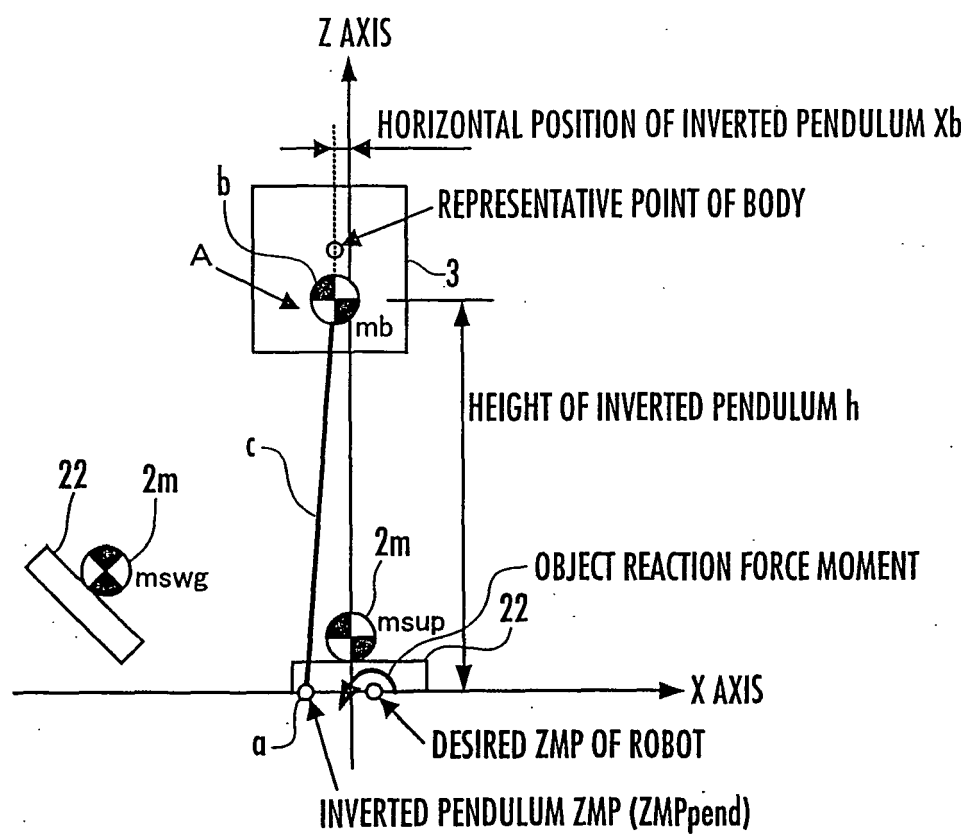 Z AXIS
HORIZONTAL POSITION OF INVERTED PENDULUM Xb
b
REPRESENTATIVE POINT OF BODY
A
3
mb
HEIGHT OF INVERTED PENDULUM h
c
22
2m
mswg
2m
OBJECT REACTION FORCE MOMENT
msup
22
X AXIS
a
DESIRED ZMP OF ROBOT
INVERTED PENDULUM ZMP (ZMPpend)